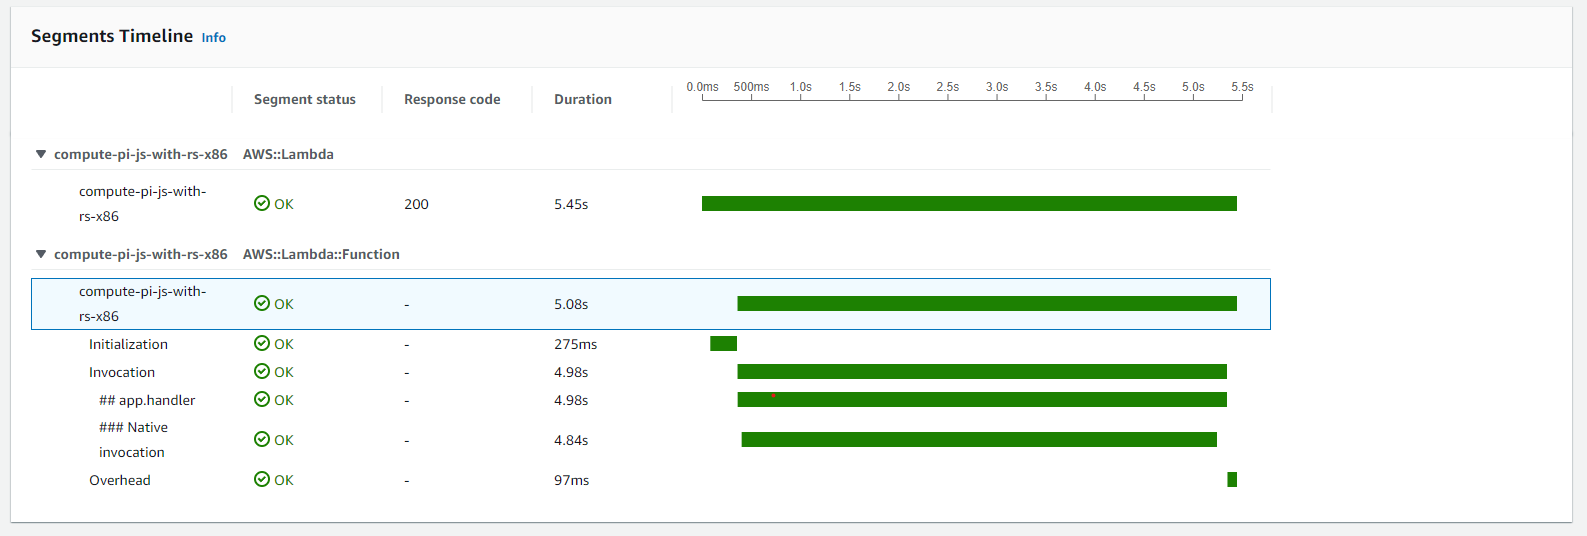 Segments Timeline Info
Segment status Response code Duration 0.0ms 500ms 1.0s 1.5s 2.0s 2.5s 3.0s 3.5s 4.0s 4.5s 5.0s 5.5s
compute-pi-js-with-rs-x86 AWS::Lambda
compute-pi-js-with-
rs-x86
OK 200 5.45s
compute-pi-js-with-rs-x86 AWS::Lambda::Function
compute-pi-js-with-
rs-x86
OK - 5.08s
Initialization OK - 275ms
Invocation OK - 4.98s
## app.handler OK - 4.98s
### Native
invocation
OK - 4.84s
Overhead OK - 97ms